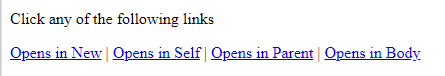 Click any of the following links
Opens in New | Opens in Self | Opens in Parent | Opens in Body